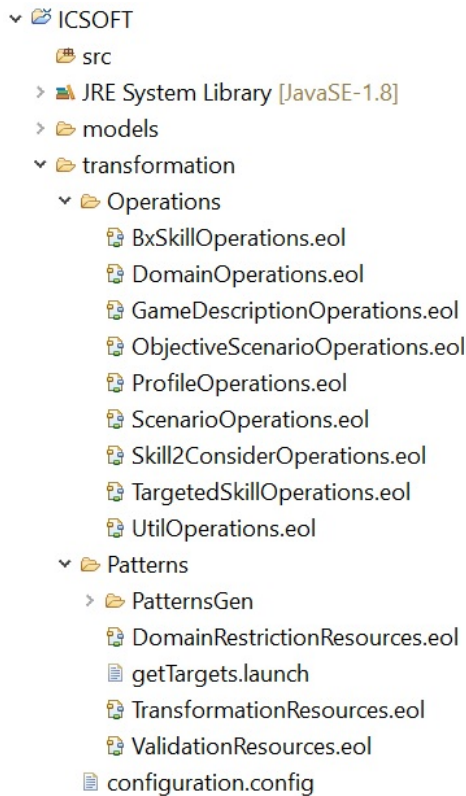 ICSOFT
src
JRE System Library [JavaSE-1.8]
models
transformation
Operations
BxSkillOperations.eol
DomainOperations.eol
GameDescriptionOperations.eol
ObjectiveScenarioOperations.eol
ProfileOperations.eol
ScenarioOperations.eol
Skill2ConsiderOperations.eol
TargetedSkillOperations.eol
UtilOperations.eol
Patterns
PatternsGen
DomainRestrictionResources.eol
getTargets.launch
TransformationResources.eol
ValidationResources.eol
configuration.config